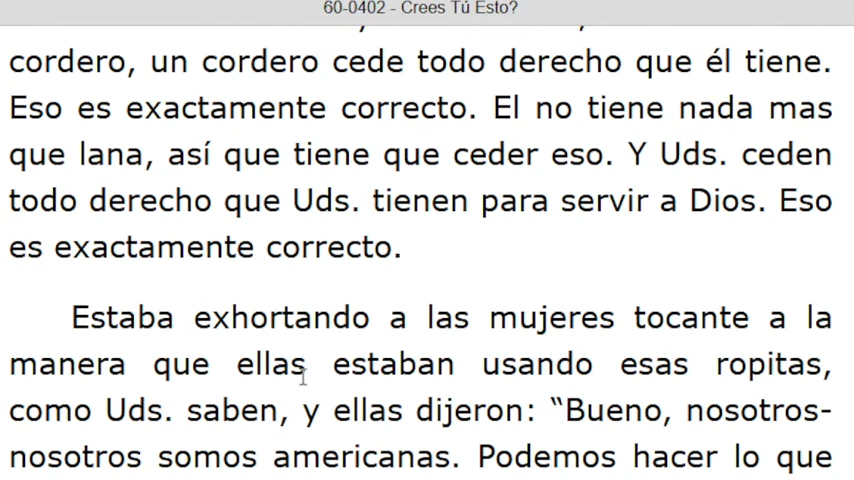 60-0402 - Crees Tú Esto?
cordero, un cordero cede todo derecho que él tiene.
Eso es exactamente correcto. El no tiene nada mas
que lana, así que tiene que ceder eso. Y Uds. ceden
todo derecho que Uds. tienen para servir a Dios. Eso
es exactamente correcto.
Estaba exhortando a las mujeres tocante a la
manera que ellas estaban usando esas ropitas,
como Uds. saben, y ellas dijeron: “Bueno, nosotros-
nosotros somos americanas. Podemos hacer lo que